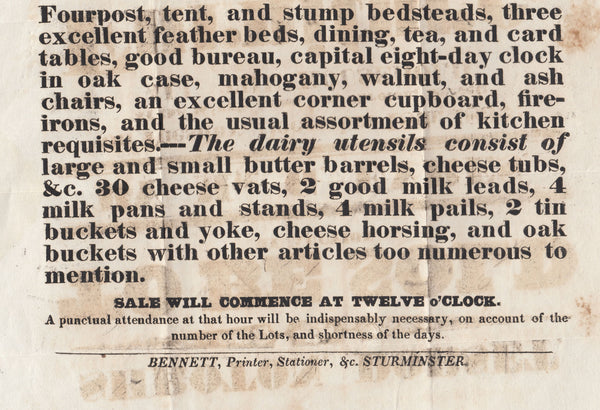 Fourpost, tent, and stump bedsteads, three
excellent feather beds, dining, tea, and card
tables, good bureau, capital eight-day clock
in oak case, mahogany, walnut, and ash
chairs, an excellent corner cupboard, fire-
irons, and the usual assortment of kitchen
requisites.—The dairy utensils consist of
large and small butter barrels, cheese tubs,
&c. 30 cheese vats, 2 good milk leads, 4
milk pans and stands, 4 milk pails, 2 tin
buckets and yoke, cheese horsing, and oak
buckets with other articles too numerous to
mention.
SALE WILL COMMENCE AT TWELVE o'CLOCK.
A punctual attendance at that hour will be indispensably necessary, on account of the
number of the Lots, and shortness of the days.
BENNETT, Printer, Stationer, &c. STURMINSTER.